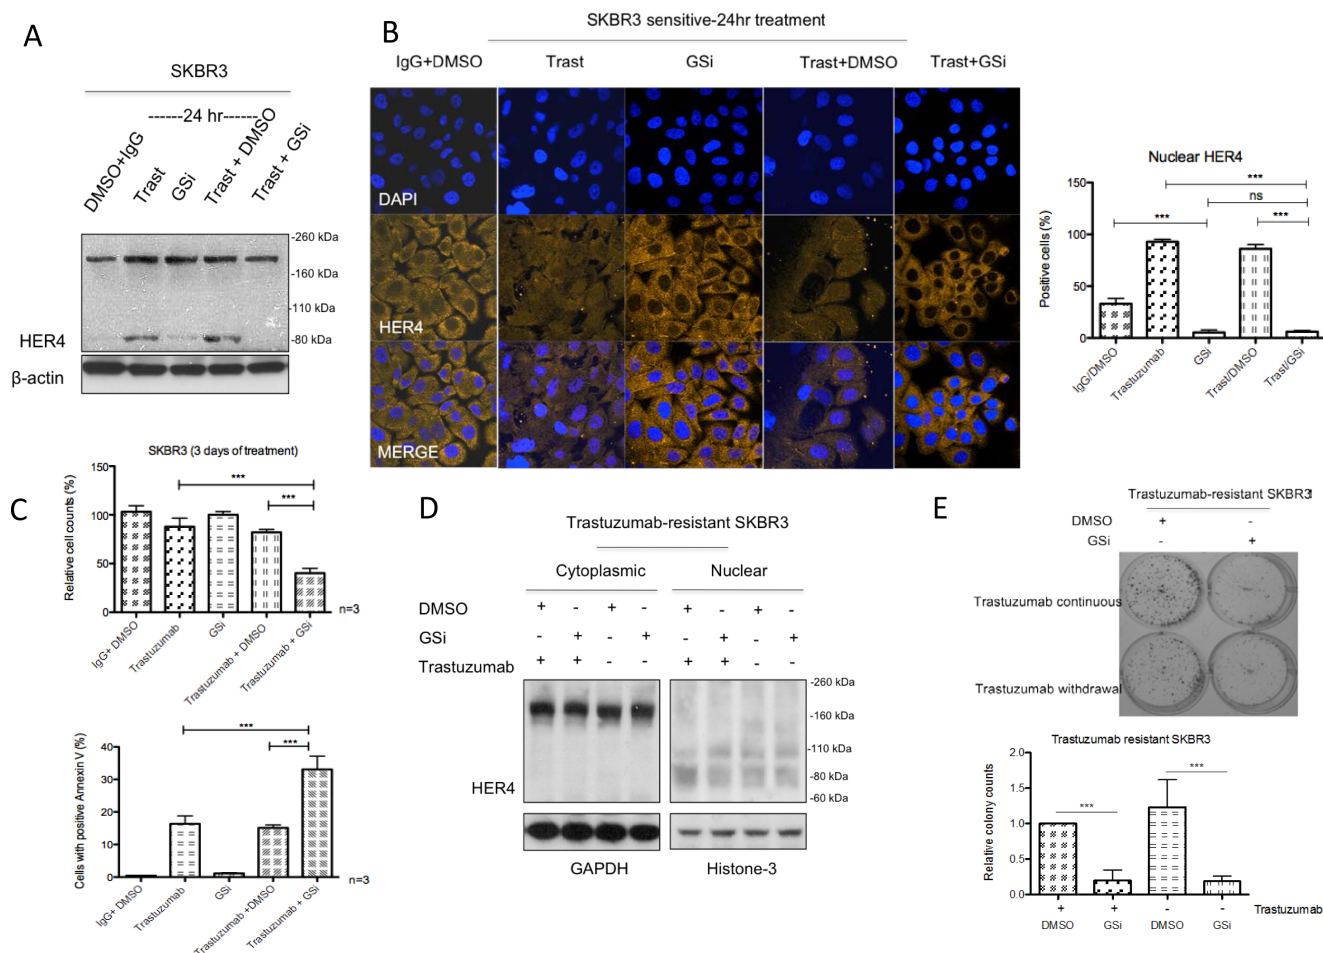 A
SKBR3
------24 hr------
DMSO+IgG
Trast
GSi
Trast + DMSO
Trast + GSi
-260 kDa
-160 kDa
-110 kDa
-80 kDa
HER4
β-actin
B
SKBR3 sensitive-24hr treatment
IgG+DMSO
Trast
GSi
Trast+DMSO
Trast+GSi
DAPI
HER4
MERGE
Nuclear HER4
***
ns
*** ***
Positive cells (%)
150
100
50
0
IgG/DMSO
Trastuzumab
GSi
Trast/DMSO
Trast/GSi
C
SKBR3 (3 days of treatment)
***
***
Relative cell counts (%)
150
100
50
0
n=3
IgG+ DMSO
Trastuzumab
GSi
Trastuzumab + DMSO
Trastuzumab + GSi
***
***
Cells with positive Annexin V (%)
40
30
20
10
0
n=3
IgG+ DMSO
Trastuzumab
GSi
Trastuzumab +DMSO
Trastuzumab + GSi
D
Trastuzumab-resistant SKBR3
Cytoplasmic Nuclear
DMSO + - + - + - + -
GSi - + - + - + - +
Trastuzumab + + - - + + - -
-260 kDa
-160 kDa
-110 kDa
-80 kDa
-60 kDa
HER4
GAPDH Histone-3
E
Trastuzumab-resistant SKBR3
DMSO + -
GSi - +
Trastuzumab continuous
Trastuzumab withdrawal
Trastuzumab resistant SKBR3
***
***
Relative colony counts
2.0
1.5
1.0
0.5
0.0
+ + - - Trastuzumab
DMSO GSi DMSO GSi